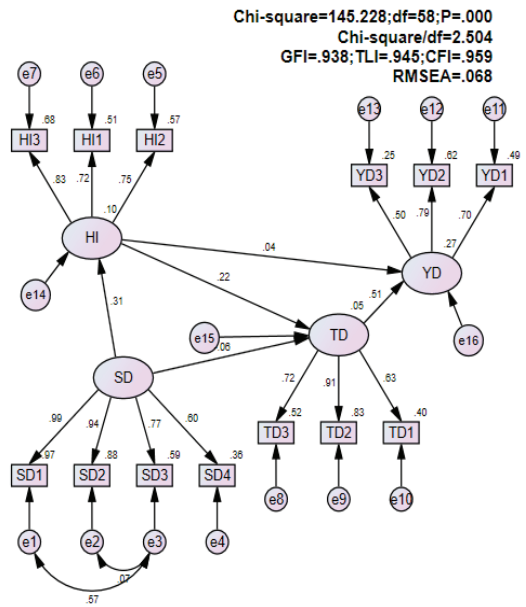 Chi-square=145.228;df=58;P=.000
Chi-square/df=2.504
GFI=.938;TLI=.945;CFI=.959
RMSEA=.068
e7 e6 e5
.68 .51 .57
HI3 HI1 HI2
.83 .72 .75
.10
HI
e14
e13 e12 e11
.25 .62 .49
YD3 YD2 YD1
.50 .79 .70
.27
YD
.04
.22
.31
.05 .51
e15
.06
TD
e16
SD
.72 .91 .63
.52 .83 .40
TD3 TD2 TD1
e8 e9 e10
.99 .94 .77 .60
.97 .88 .59 .36
SD1 SD2 SD3 SD4
e1 e2 e3 e4
.07
.57